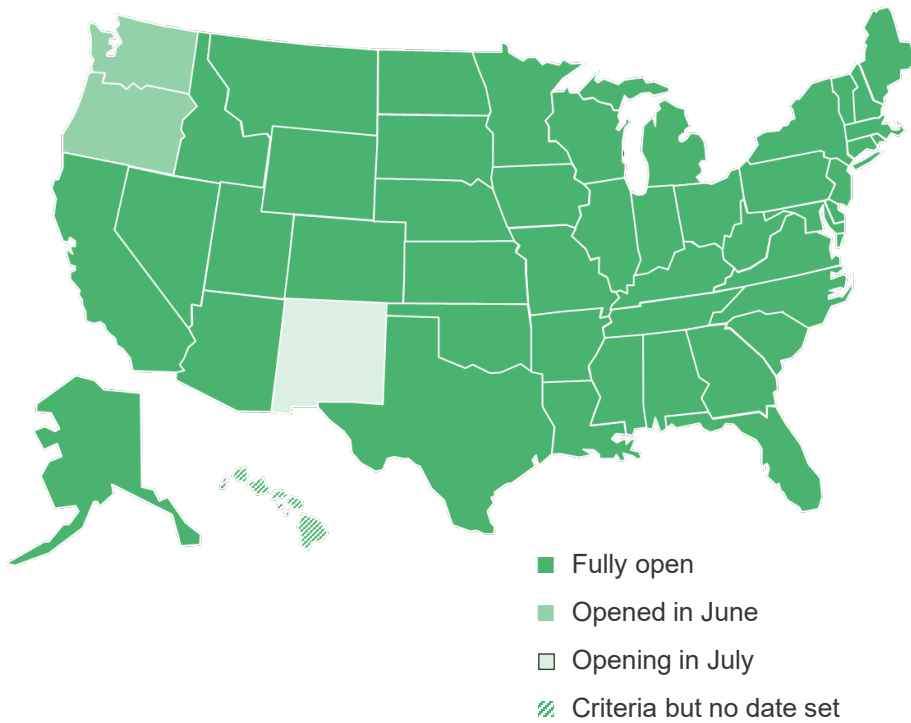 Fully open
Opened in June
Opening in July
Criteria but no date set